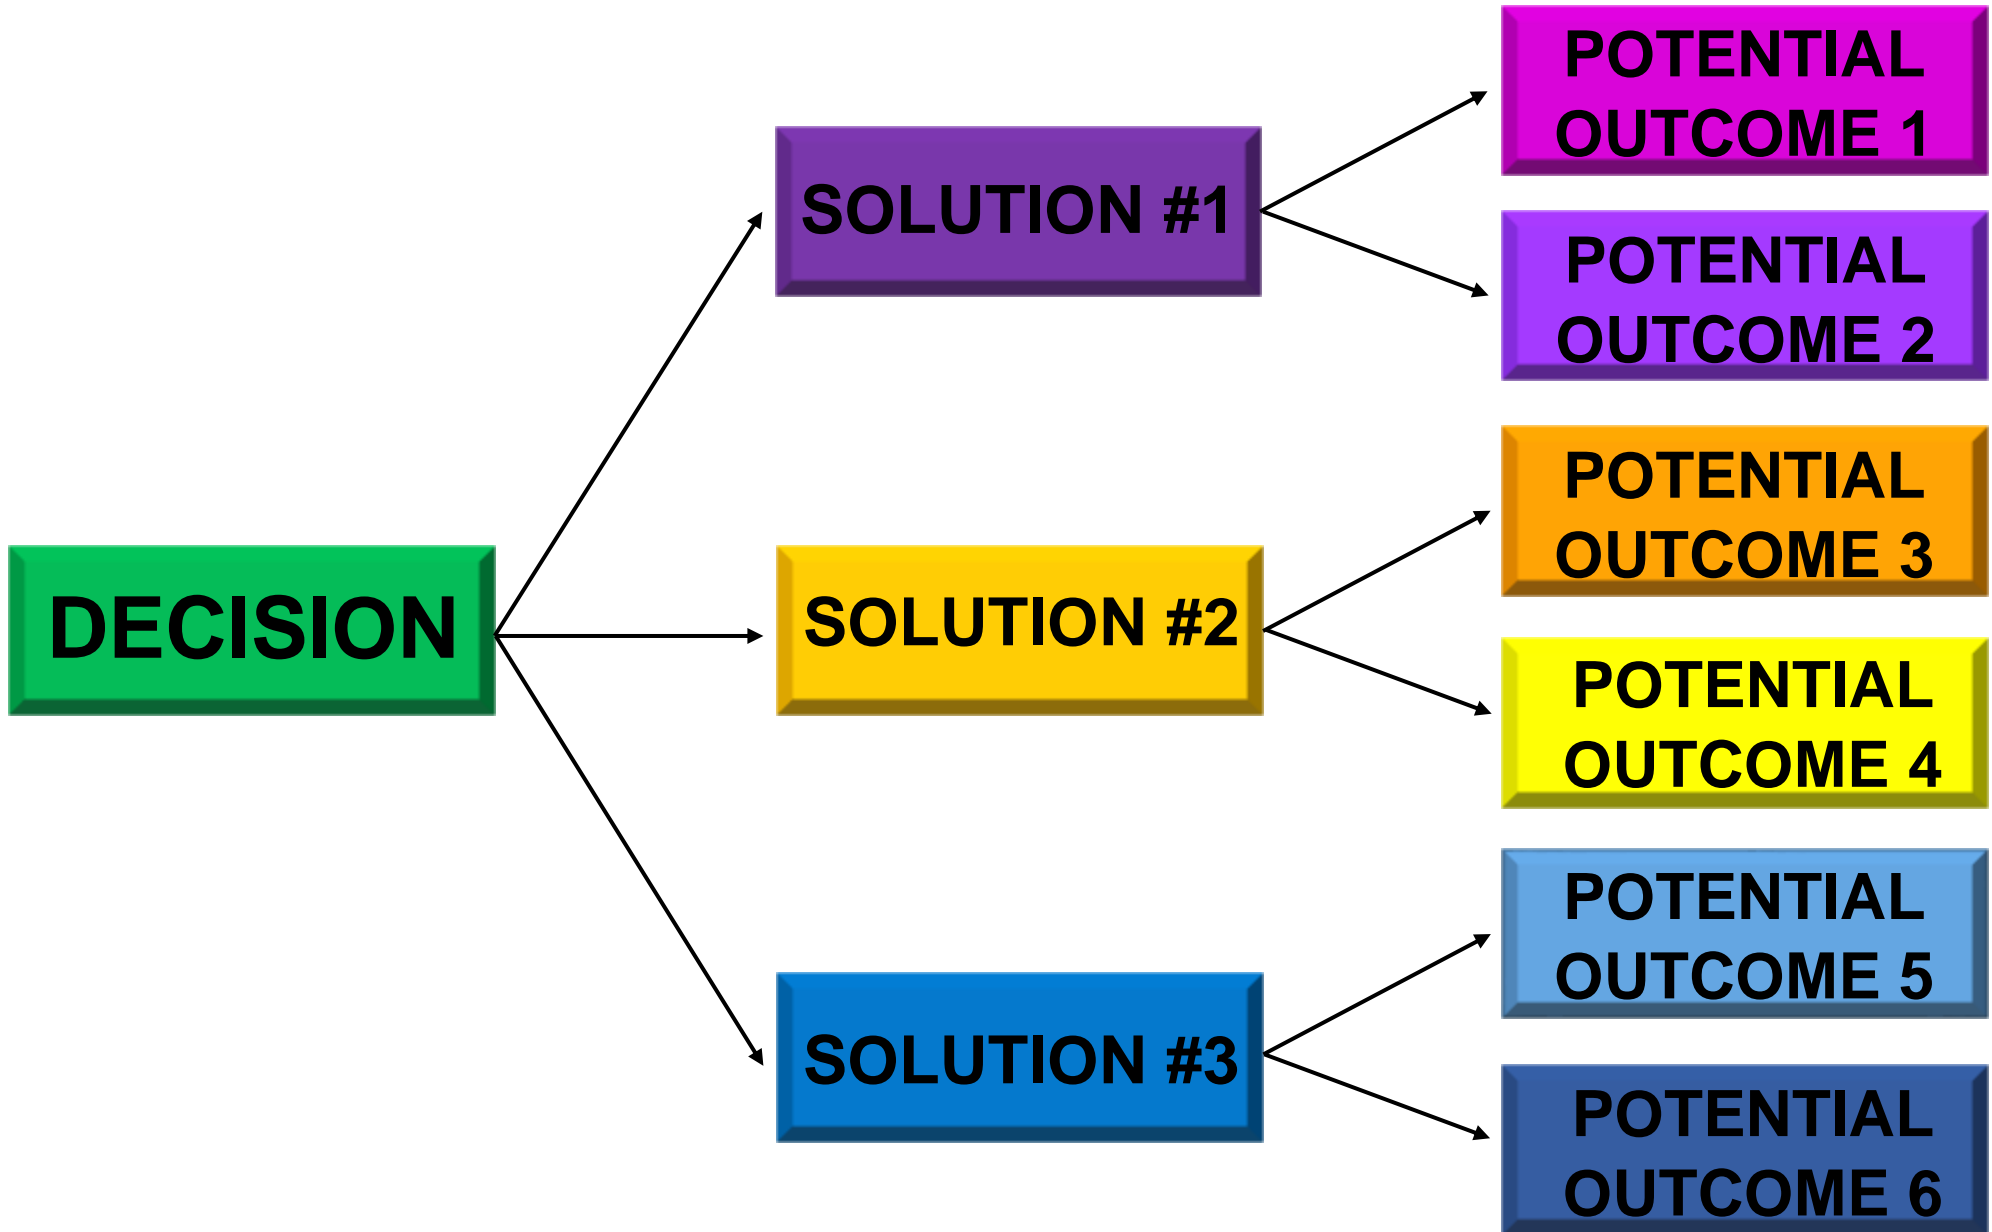 DECISION
SOLUTION #1
POTENTIAL
OUTCOME 1
POTENTIAL
OUTCOME 2
SOLUTION #2
POTENTIAL
OUTCOME 3
POTENTIAL
OUTCOME 4
SOLUTION #3
POTENTIAL
OUTCOME 5
POTENTIAL
OUTCOME 6